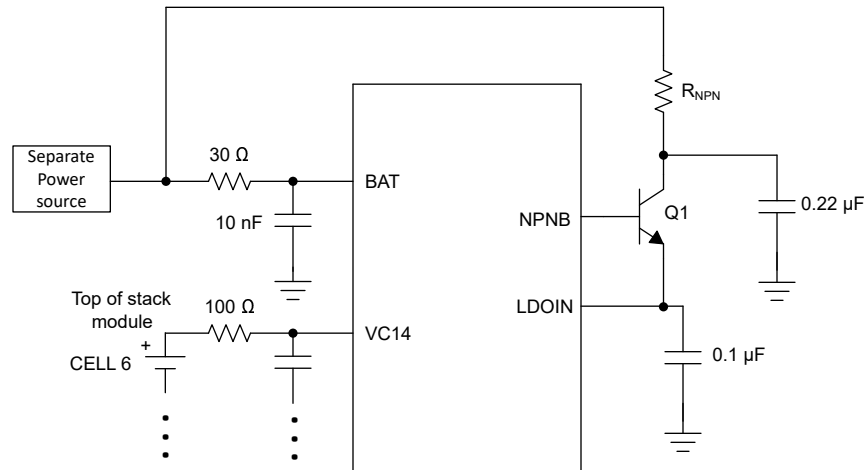 R_NPN
Separate
Power
source
30 Ω
BAT
10 nF
NPNB
Q1
0.22 µF
Top of stack
module
100 Ω
LDOIN
VC14
+
CELL 6
0.1 µF